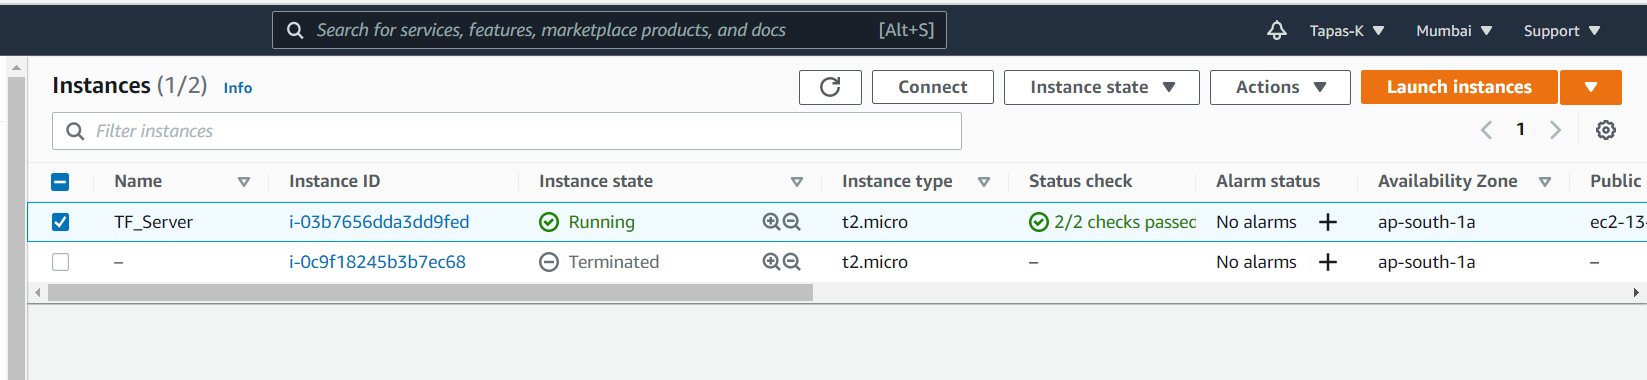 Search for services, features, marketplace products, and docs [Alt+S] Tapas-K Mumbai Support
Instances (1/2) Info Connect Instance state Actions Launch instances
Filter instances 1
Name Instance ID Instance state Instance type Status check Alarm status Availability Zone Public
TF_Server i-03b7656dda3dd9fed Running t2.micro 2/2 checks passed No alarms + ap-south-1a ec2-13-
– i-0c9f18245b3b7ec68 Terminated t2.micro – No alarms + ap-south-1a –